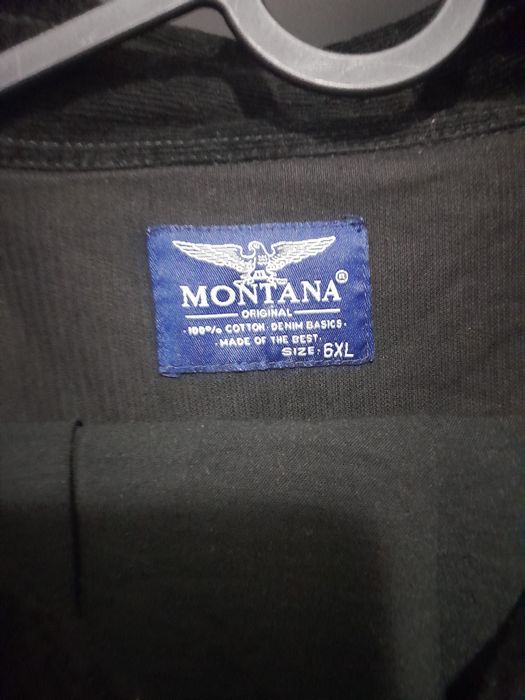 MONTANA®
ORIGINAL
·100% COTTON DENIM BASICS·
·MADE OF THE BEST·
SIZE: 6XL